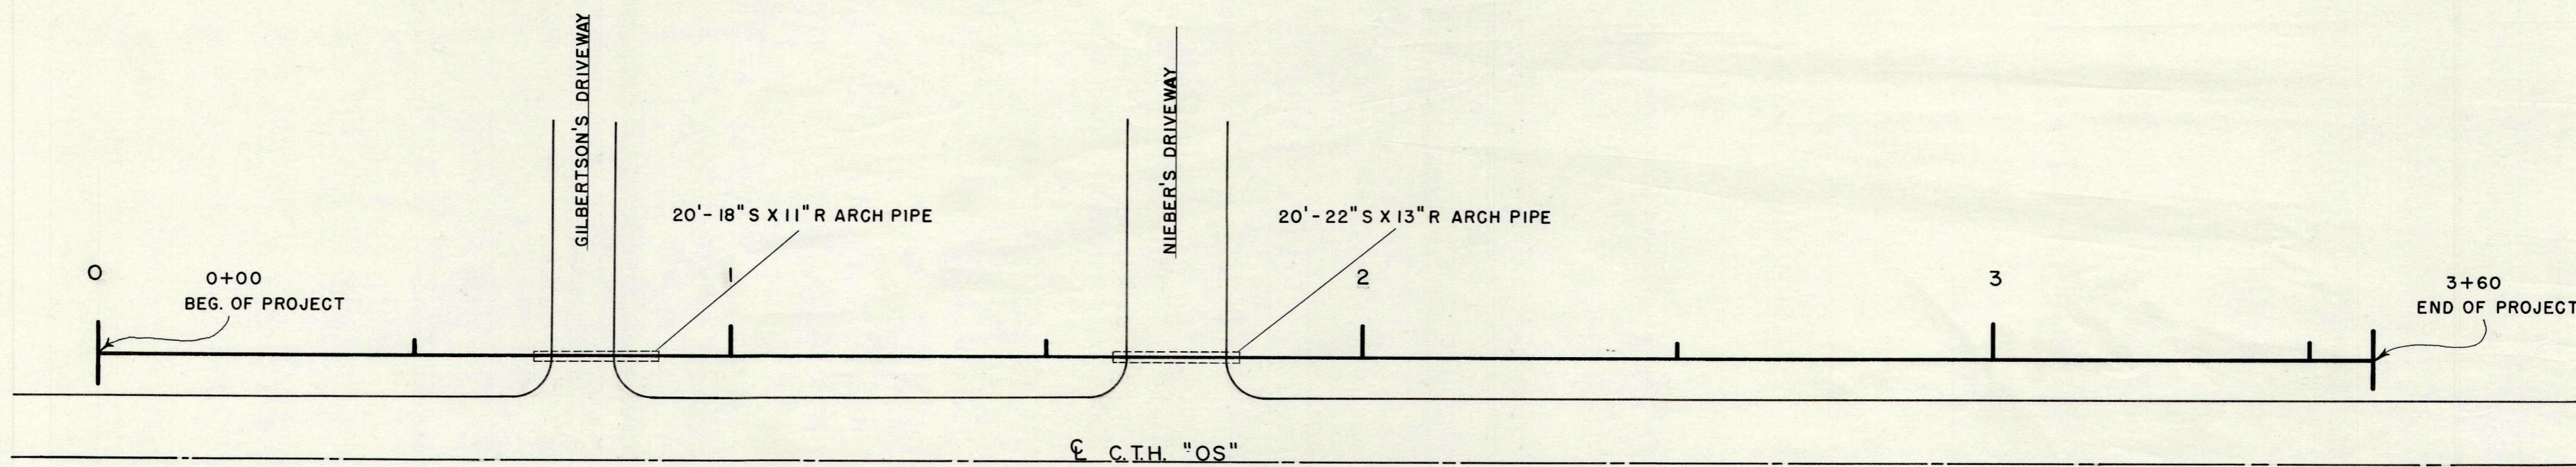 GILBERTSON'S DRIVEWAY
NIEBER'S DRIVEWAY
20'-18"S X 11"R ARCH PIPE
20'-22"S X 13"R ARCH PIPE
0
0+00
BEG. OF PROJECT
1
2
3
3+60
END OF PROJECT
℄ C.T.H. "OS"